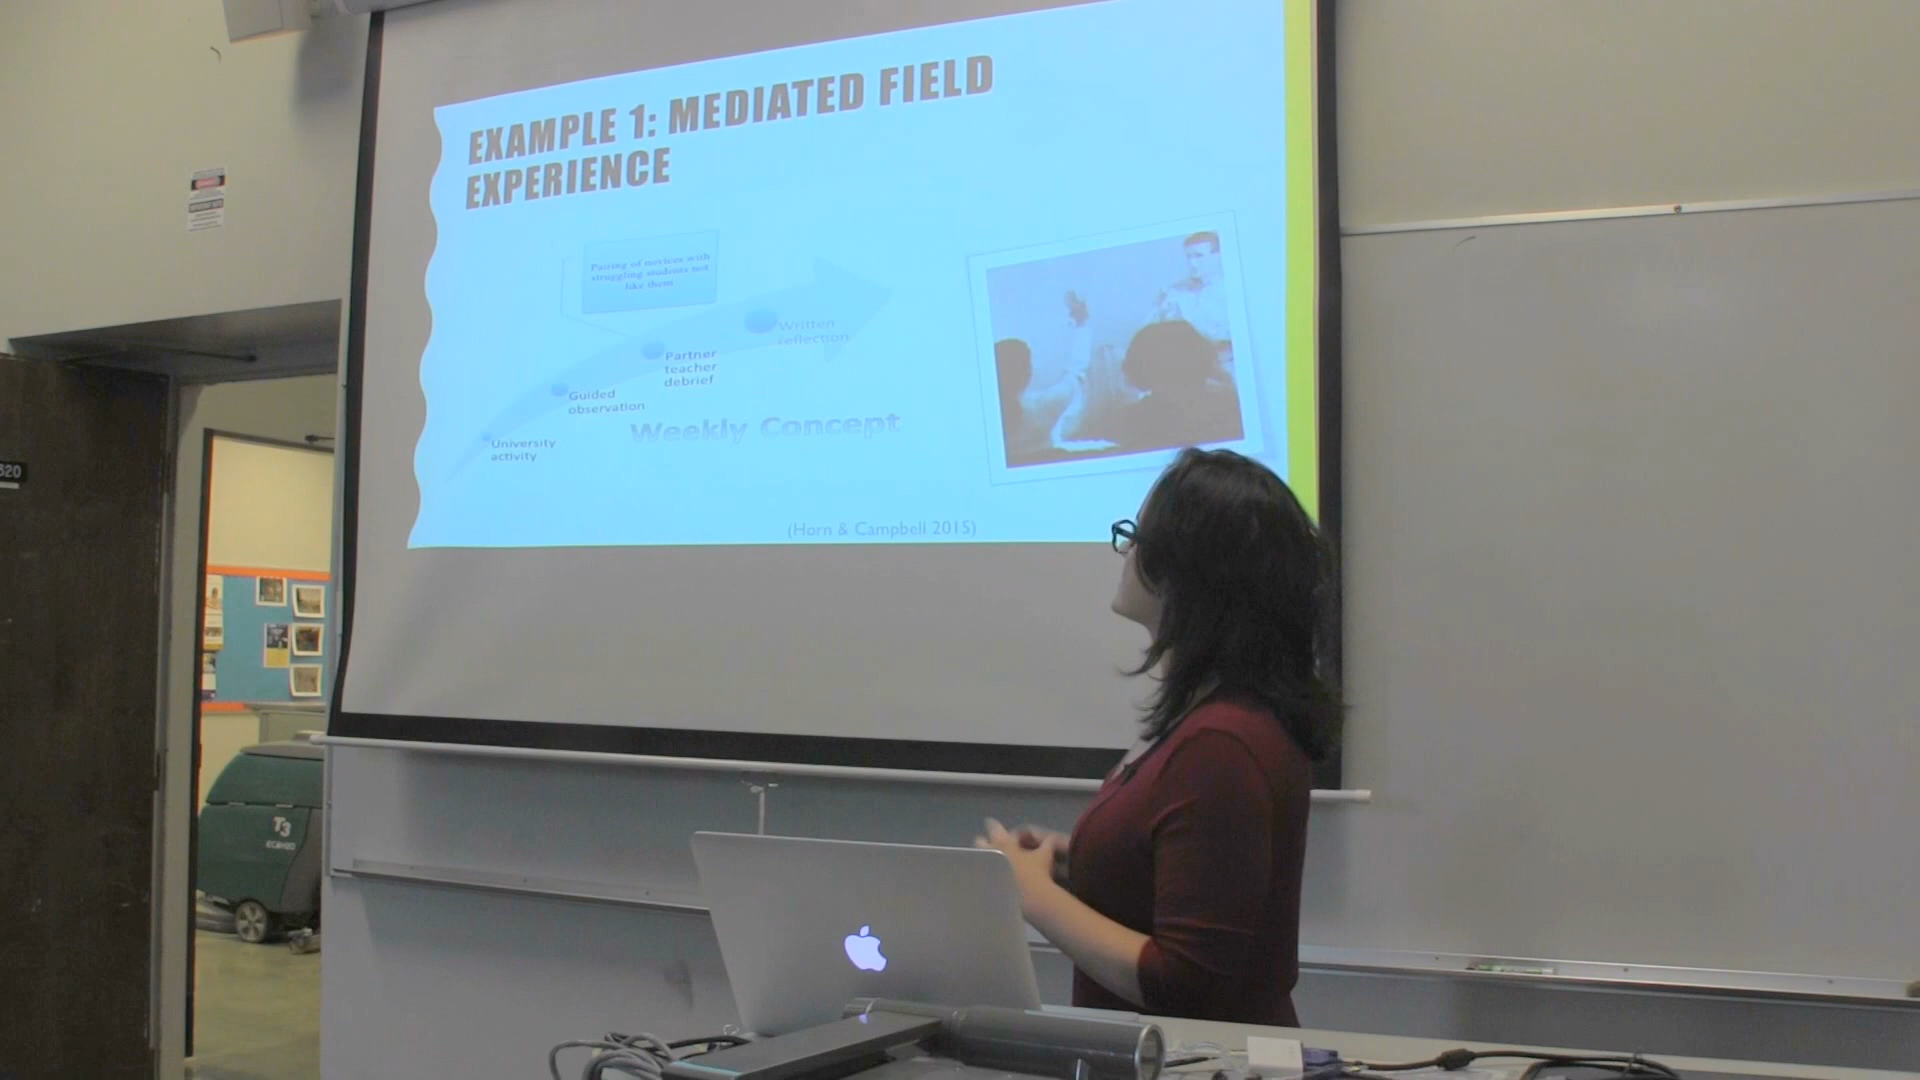 EXAMPLE 1: MEDIATED FIELD
EXPERIENCE
Pairing of novices with
struggling students not
like them
Written
reflection
Partner
teacher
debrief
Guided
observation
Weekly Concept
University
activity
(Horn & Campbell 2015)
320
T3